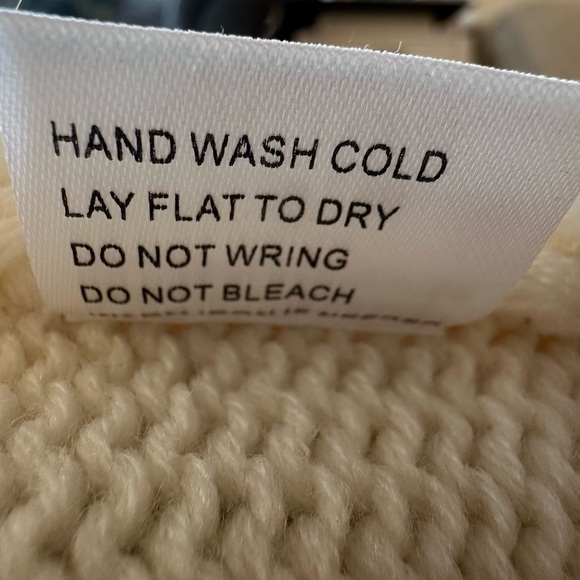 HAND WASH COLD
LAY FLAT TO DRY
DO NOT WRING
DO NOT BLEACH